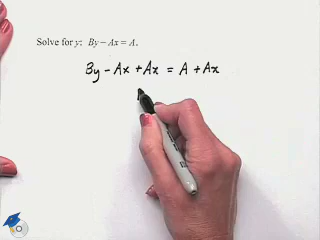 Solve for y: By − Ax = A.
By − Ax + Ax = A + Ax